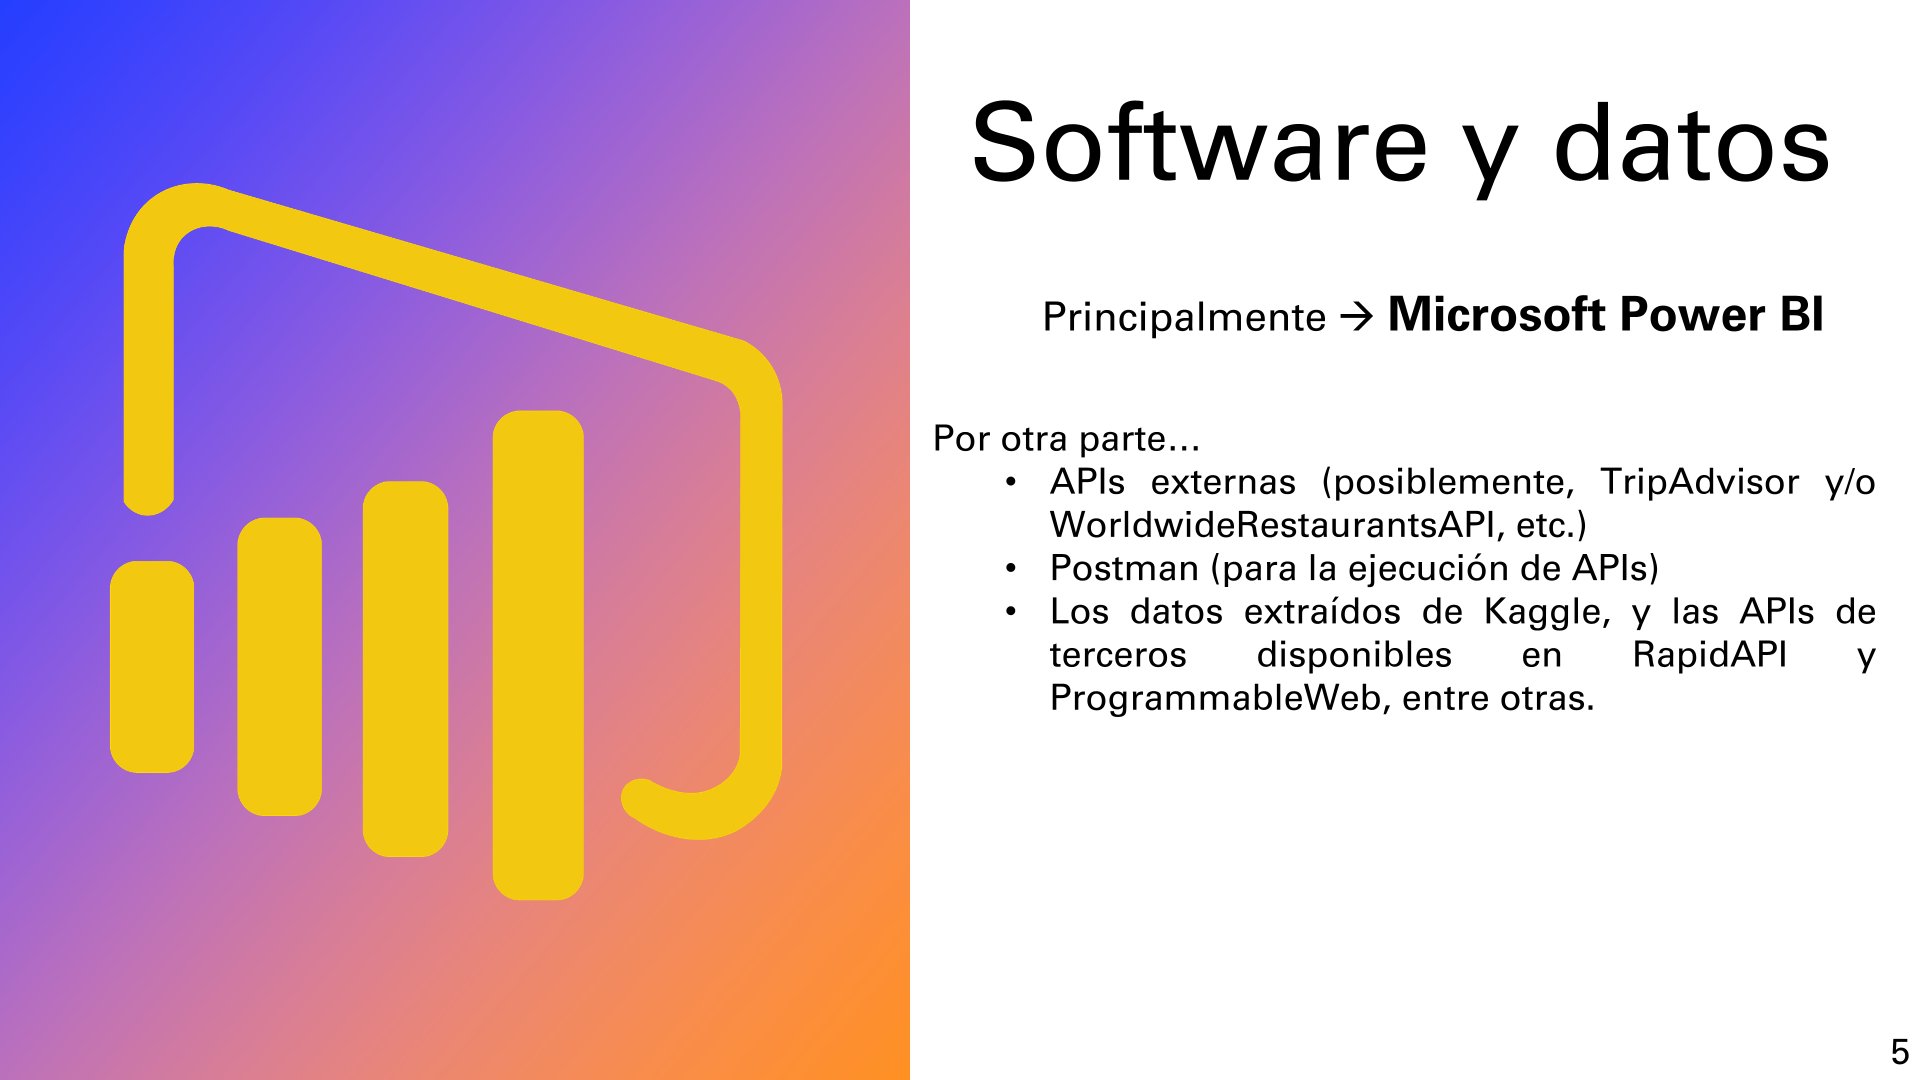 Software y datos
Principalmente → Microsoft Power BI
Por otra parte…
• APIs externas (posiblemente, TripAdvisor y/o
WorldwideRestaurantsAPI, etc.)
• Postman (para la ejecución de APIs)
• Los datos extraídos de Kaggle, y las APIs de
terceros disponibles en RapidAPI y
ProgrammableWeb, entre otras.
5